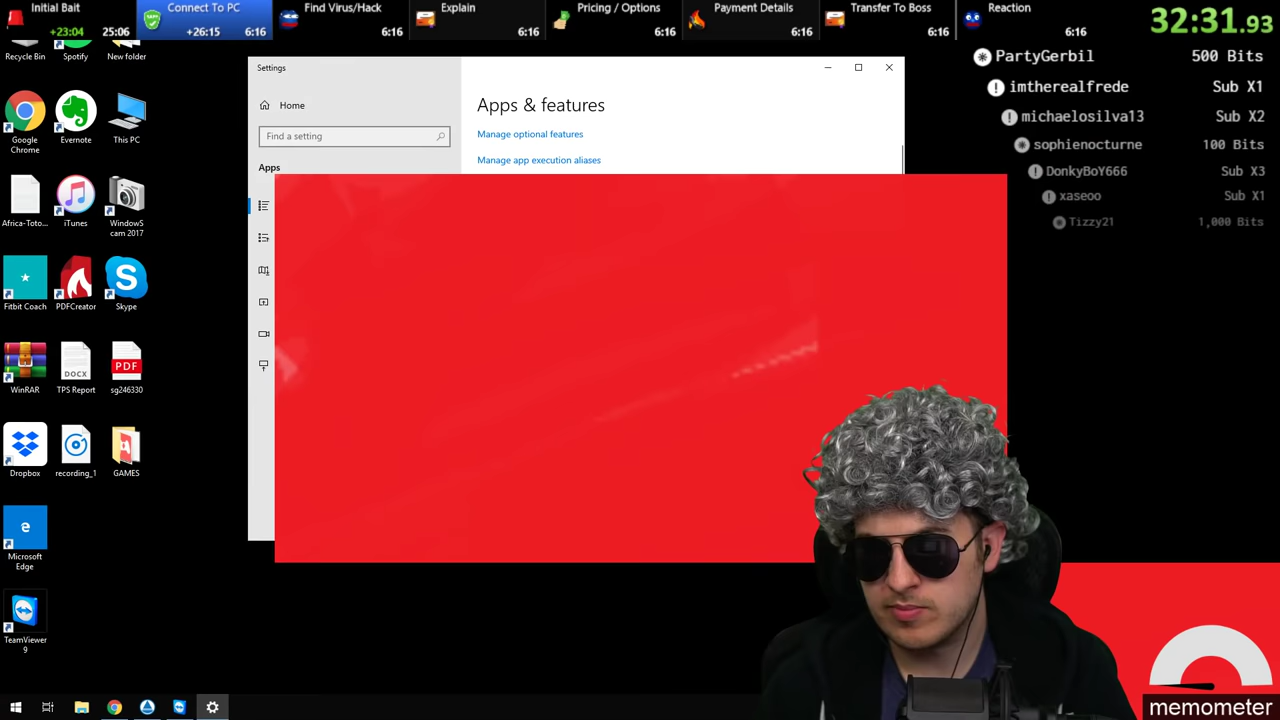 Initial Bait
+23:04 25:06
Connect To PC
+26:15 6:16
Find Virus/Hack
6:16
Explain
6:16
Pricing / Options
6:16
Payment Details
6:16
Transfer To Boss
6:16
Reaction
6:16
32:31.93
PartyGerbil 500 Bits
imtherealfrede Sub X1
michaelosilva13 Sub X2
sophienocturne 100 Bits
DonkyBoY666 Sub X3
xaseoo Sub X1
Tizzy21 1,000 Bits
Recycle Bin
Spotify
New folder
Google
Chrome
Evernote
This PC
Africa-Toto...
iTunes
WindowS
cam 2017
Fitbit Coach
PDFCreator
Skype
WinRAR
DOCX
TPS Report
PDF
sg246330
Dropbox
recording_1
GAMES
Microsoft
Edge
TeamViewer
9
Settings
Home
Find a setting
Apps
Apps & features
Manage optional features
Manage app execution aliases
memometer